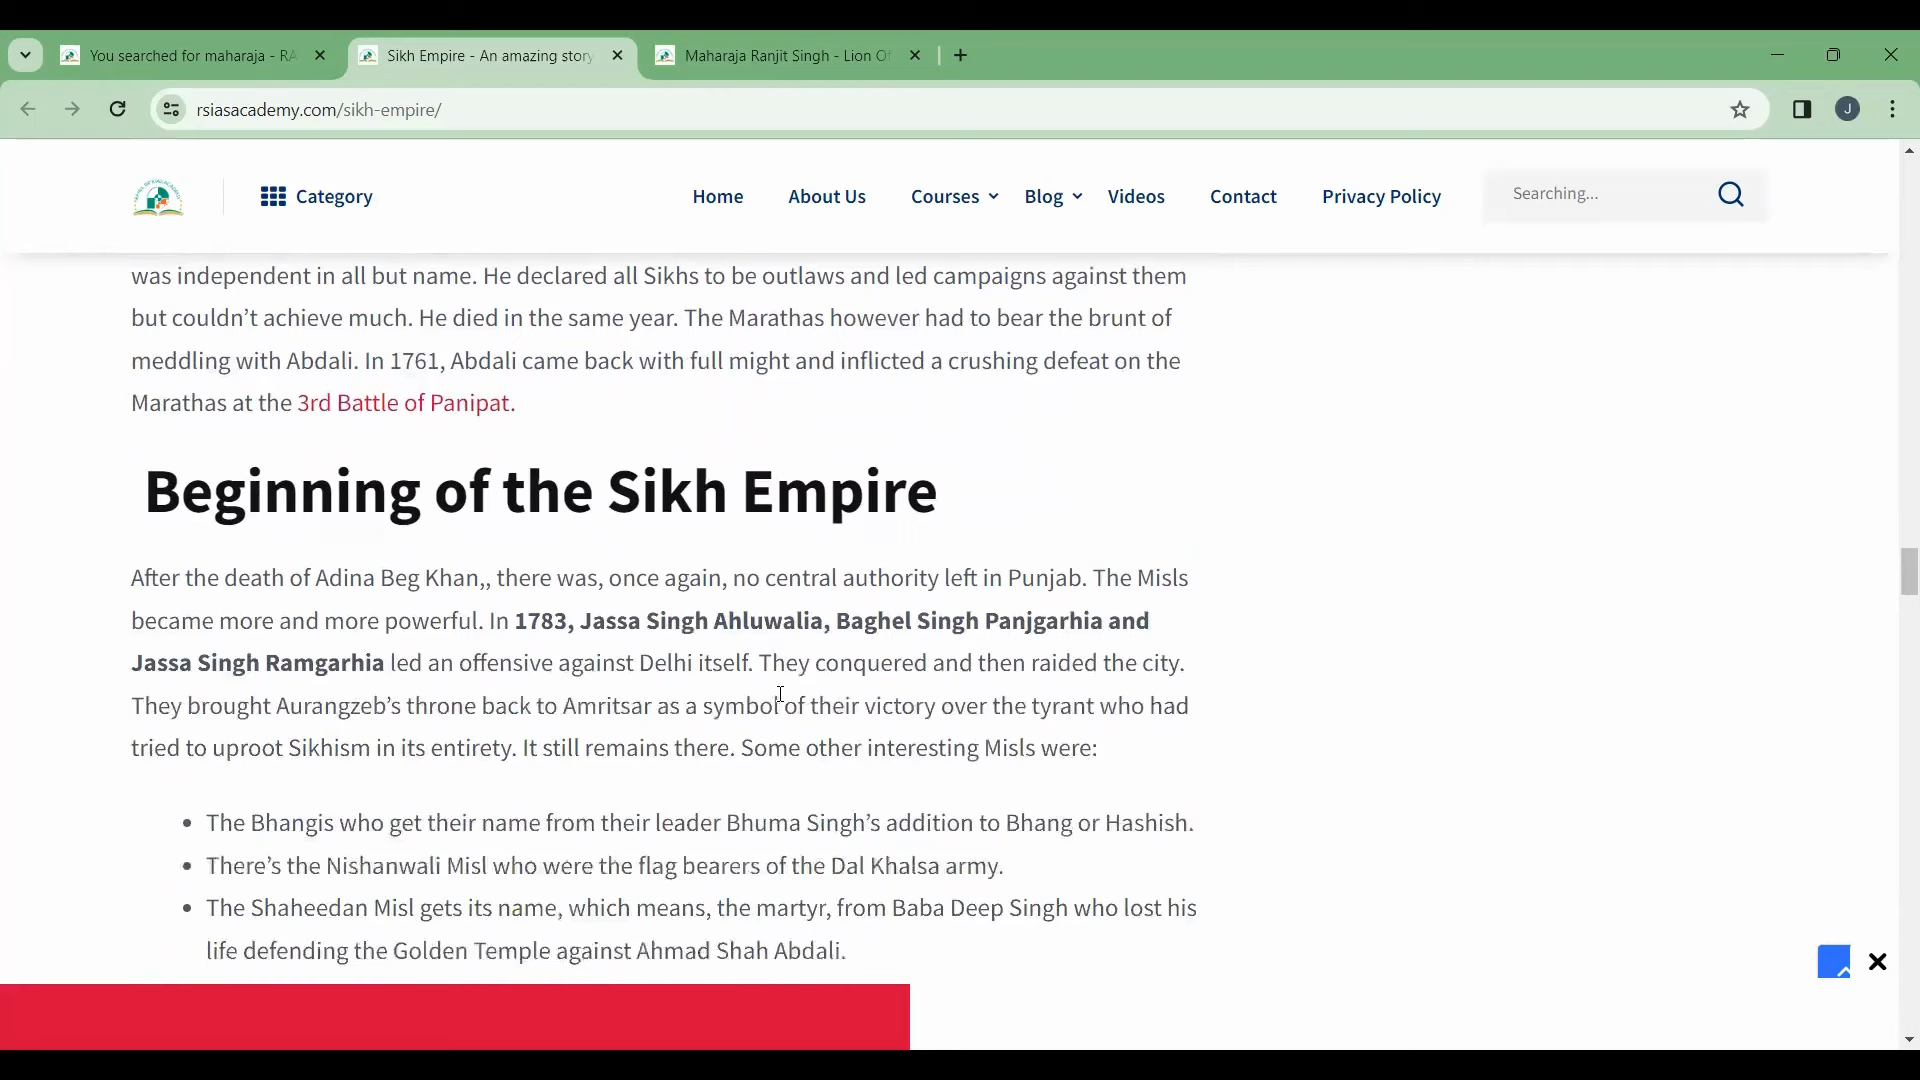 You searched for maharaja - RA
Sikh Empire - An amazing story
Maharaja Ranjit Singh - Lion Of
rsiasacademy.com/sikh-empire/
J
Category
Home
About Us
Courses
Blog
Videos
Contact
Privacy Policy
Searching...
was independent in all but name. He declared all Sikhs to be outlaws and led campaigns against them
but couldn’t achieve much. He died in the same year. The Marathas however had to bear the brunt of
meddling with Abdali. In 1761, Abdali came back with full might and inflicted a crushing defeat on the
Marathas at the 3rd Battle of Panipat.
Beginning of the Sikh Empire
After the death of Adina Beg Khan,, there was, once again, no central authority left in Punjab. The Misls
became more and more powerful. In 1783, Jassa Singh Ahluwalia, Baghel Singh Panjgarhia and
Jassa Singh Ramgarhia led an offensive against Delhi itself. They conquered and then raided the city.
They brought Aurangzeb’s throne back to Amritsar as a symbol of their victory over the tyrant who had
tried to uproot Sikhism in its entirety. It still remains there. Some other interesting Misls were:
• The Bhangis who get their name from their leader Bhuma Singh’s addition to Bhang or Hashish.
• There’s the Nishanwali Misl who were the flag bearers of the Dal Khalsa army.
• The Shaheedan Misl gets its name, which means, the martyr, from Baba Deep Singh who lost his
life defending the Golden Temple against Ahmad Shah Abdali.